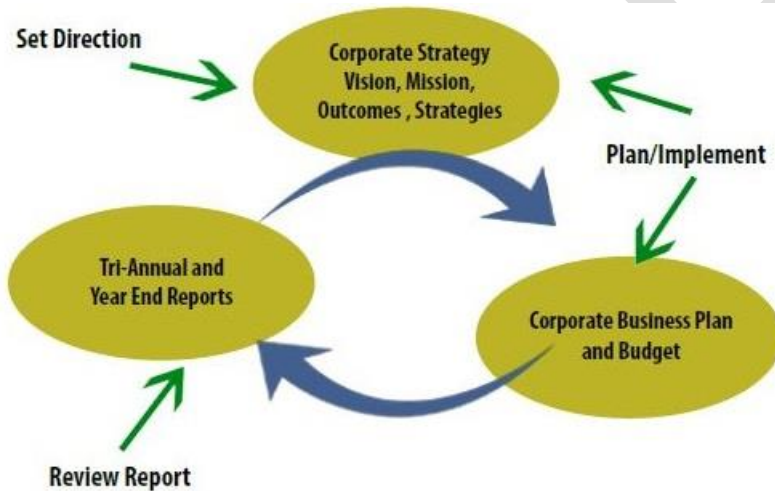 Set Direction
Corporate Strategy
Vision, Mission,
Outcomes , Strategies
Plan/Implement
Tri-Annual and
Year End Reports
Corporate Business Plan
and Budget
Review Report